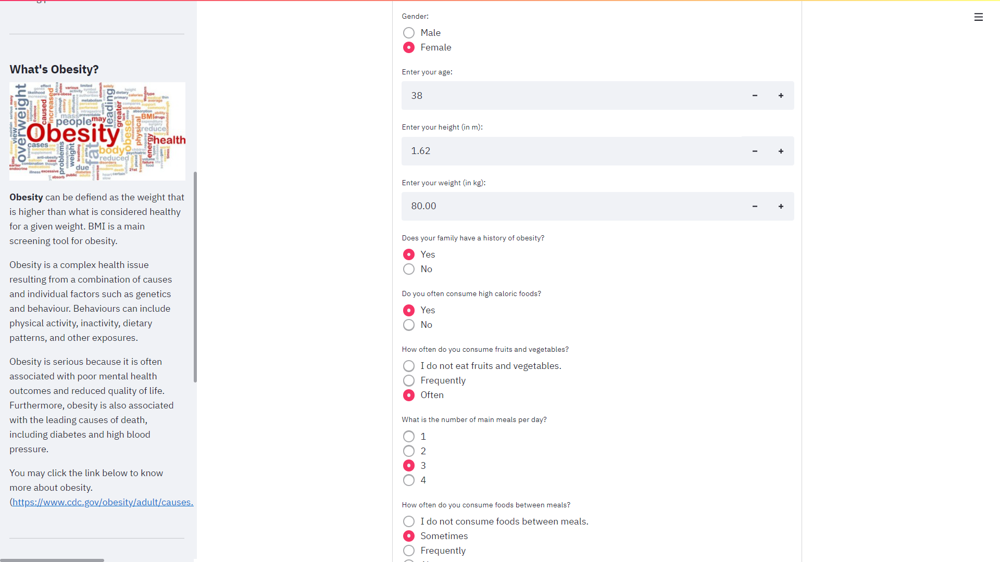 What's Obesity?
overweight
Obesity
people
may
leading
greater
BMI
reduce
health
cases
problems
weight
fat
body
reduced
due
obese
physical
energy
caused
increased
mass
Obesity can be defiend as the weight that
is higher than what is considered healthy
for a given weight. BMI is a main
screening tool for obesity.
Obesity is a complex health issue
resulting from a combination of causes
and individual factors such as genetics
and behaviour. Behaviours can include
physical activity, inactivity, dietary
patterns, and other exposures.
Obesity is serious because it is often
associated with poor mental health
outcomes and reduced quality of life.
Furthermore, obesity is also associated
with the leading causes of death,
including diabetes and high blood
pressure.
You may click the link below to know
more about obesity.
(https://www.cdc.gov/obesity/adult/causes.
Gender:
Male
Female
Enter your age:
38
Enter your height (in m):
1.62
Enter your weight (in kg):
80.00
Does your family have a history of obesity?
Yes
No
Do you often consume high caloric foods?
Yes
No
How often do you consume fruits and vegetables?
I do not eat fruits and vegetables.
Frequently
Often
What is the number of main meals per day?
1
2
3
4
How often do you consume foods between meals?
I do not consume foods between meals.
Sometimes
Frequently